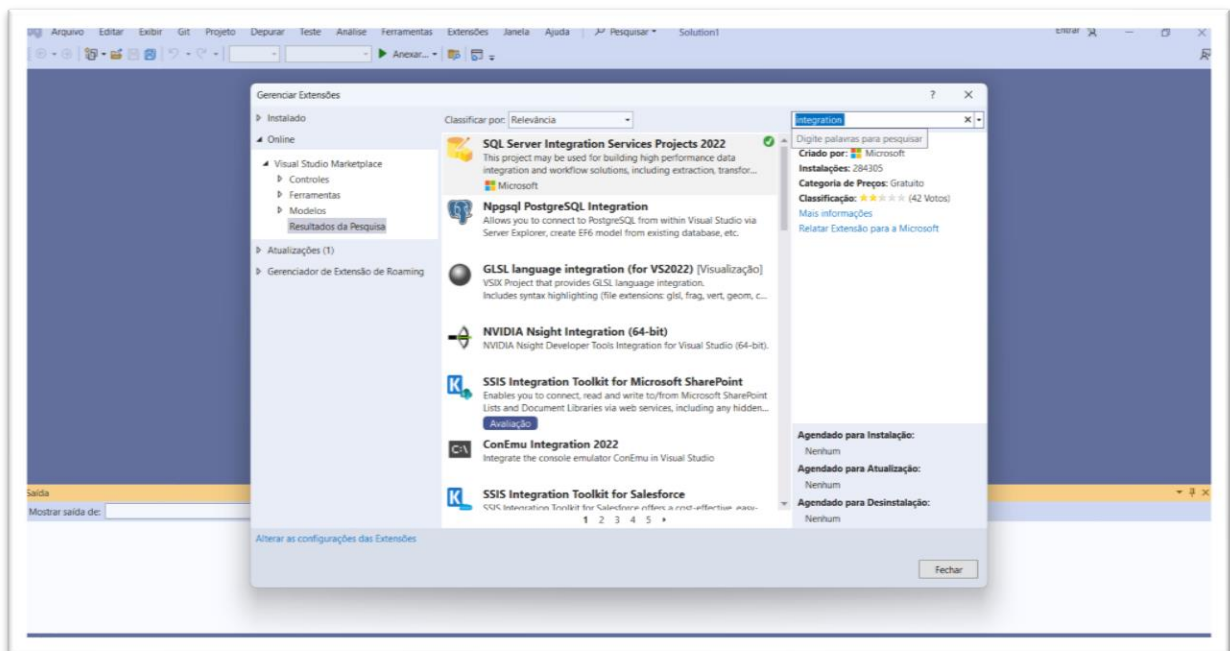 Arquivo Editar Exibir Git Projeto Depurar Teste Análise Ferramentas Extensões Janela Ajuda Pesquisar Solution1 Entrar
Anexar...
Gerenciar Extensões
Instalado
Online
Visual Studio Marketplace
Controles
Ferramentas
Modelos
Resultados da Pesquisa
Atualizações (1)
Gerenciador de Extensão de Roaming
Classificar por: Relevância
SQL Server Integration Services Projects 2022
This project may be used for building high performance data
integration and workflow solutions, including extraction, transfor...
Microsoft
Npgsql PostgreSQL Integration
Allows you to connect to PostgreSQL from within Visual Studio via
Server Explorer, create EF6 model from existing database, etc.
GLSL language integration (for VS2022) [Visualização]
VSIX Project that provides GLSL language integration.
Includes syntax highlighting (file extensions: glsl, frag, vert, geom, c...
NVIDIA Nsight Integration (64-bit)
NVIDIA Nsight Developer Tools Integration for Visual Studio (64-bit).
SSIS Integration Toolkit for Microsoft SharePoint
Enables you to connect, read and write to/from Microsoft SharePoint
Lists and Document Libraries via web services, including any hidden...
Avaliação
ConEmu Integration 2022
Integrate the console emulator ConEmu in Visual Studio
SSIS Integration Toolkit for Salesforce
SSIS Integration Toolkit for Salesforce offers a cost-effective, easy-
1 2 3 4 5
integration
Digite palavras para pesquisar
Criado por: Microsoft
Instalações: 284305
Categoria de Preços: Gratuito
Classificação: (42 Votos)
Mais informações
Relatar Extensão para a Microsoft
Agendado para Instalação:
Nenhum
Agendado para Atualização:
Nenhum
Agendado para Desinstalação:
Nenhum
Alterar as configurações das Extensões
Fechar
Saída
Mostrar saída de: